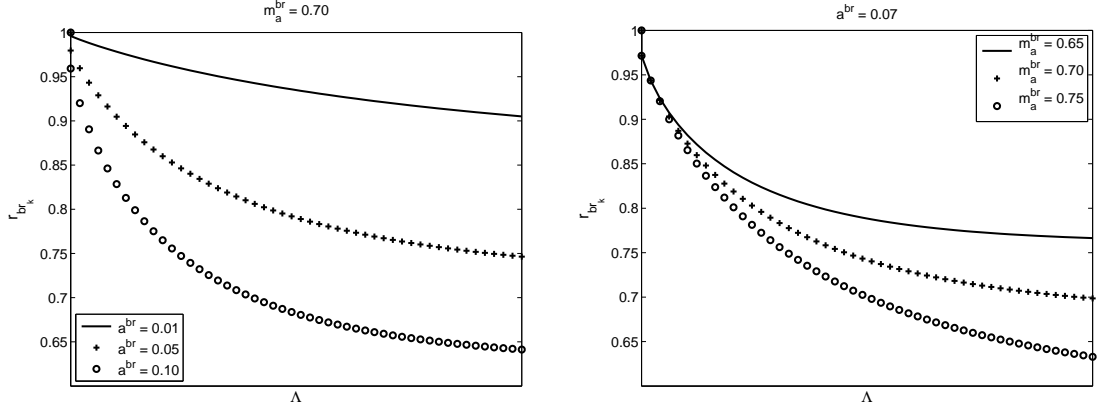 m_a^br = 0.70
1
0.95
0.9
0.85
0.8
0.75
0.7
0.65
r_br_k
Λ
a^br = 0.01
a^br = 0.05
a^br = 0.10
a^br = 0.07
1
0.95
0.9
0.85
0.8
0.75
0.7
0.65
r_br_k
Λ
m_a^br = 0.65
m_a^br = 0.70
m_a^br = 0.75